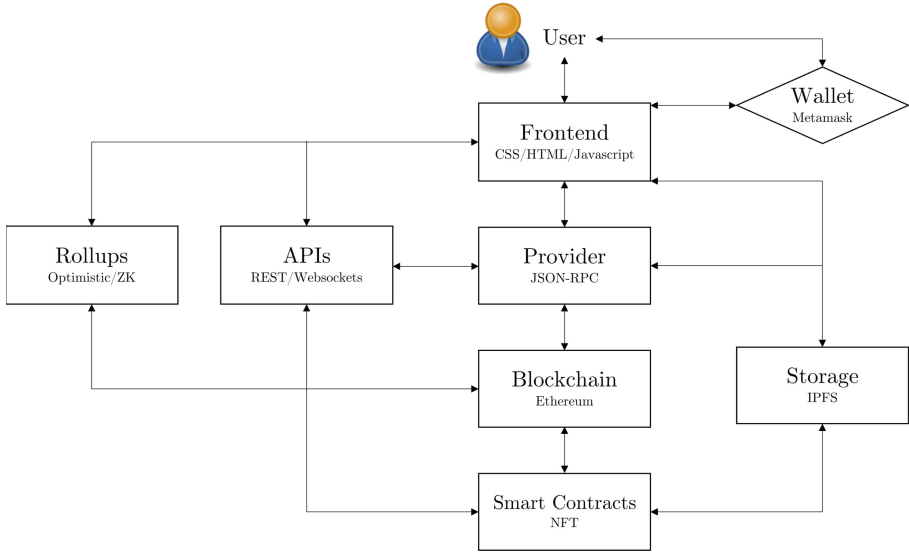 User
Wallet
Metamask
Frontend
CSS/HTML/Javascript
Rollups
Optimistic/ZK
APIs
REST/Websockets
Provider
JSON-RPC
Blockchain
Ethereum
Storage
IPFS
Smart Contracts
NFT